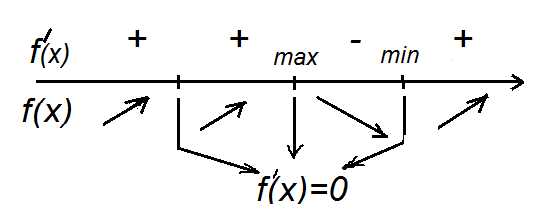 f'(x) + + max - min +
f(x)
f'(x)=0